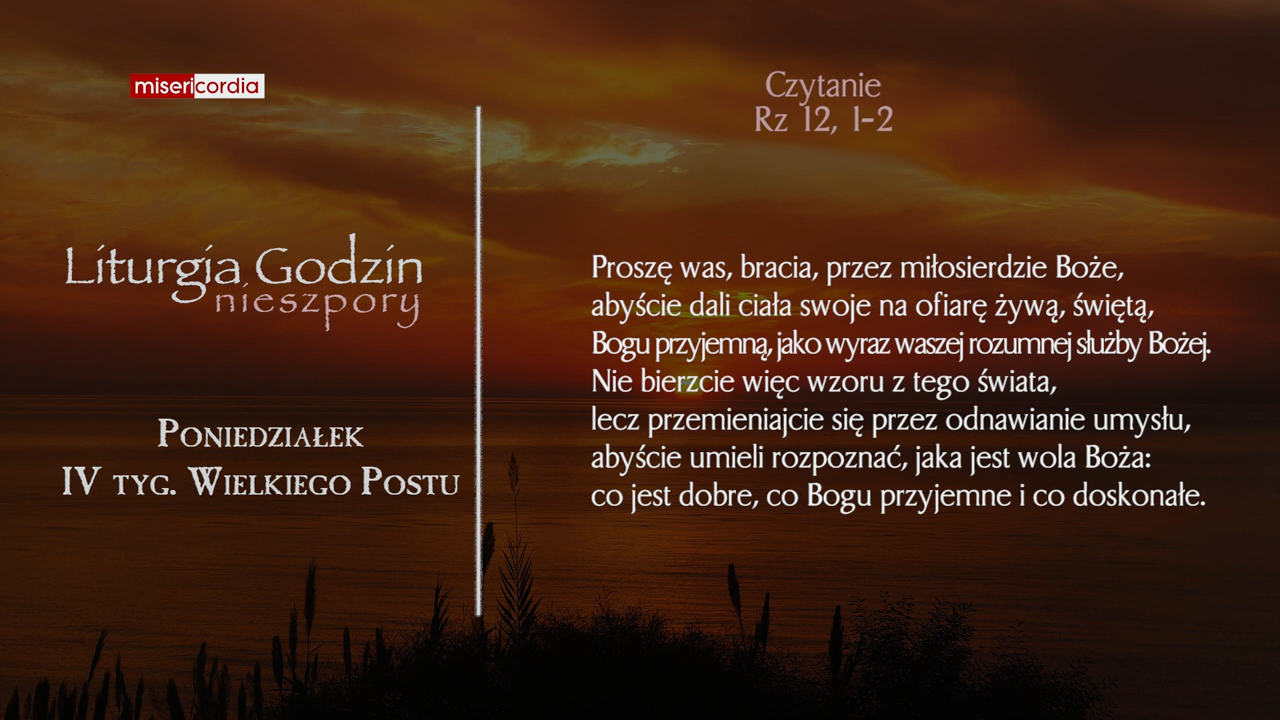 misericordia
Czytanie
Rz 12, 1-2
Liturgia Godzin
nieszpory
Poniedziałek
IV tyg. Wielkiego Postu
Proszę was, bracia, przez miłosierdzie Boże,
abyście dali ciała swoje na ofiarę żywą, świętą,
Bogu przyjemną, jako wyraz waszej rozumnej służby Bożej.
Nie bierzcie więc wzoru z tego świata,
lecz przemieniajcie się przez odnawianie umysłu,
abyście umieli rozpoznać, jaka jest wola Boża:
co jest dobre, co Bogu przyjemne i co doskonałe.